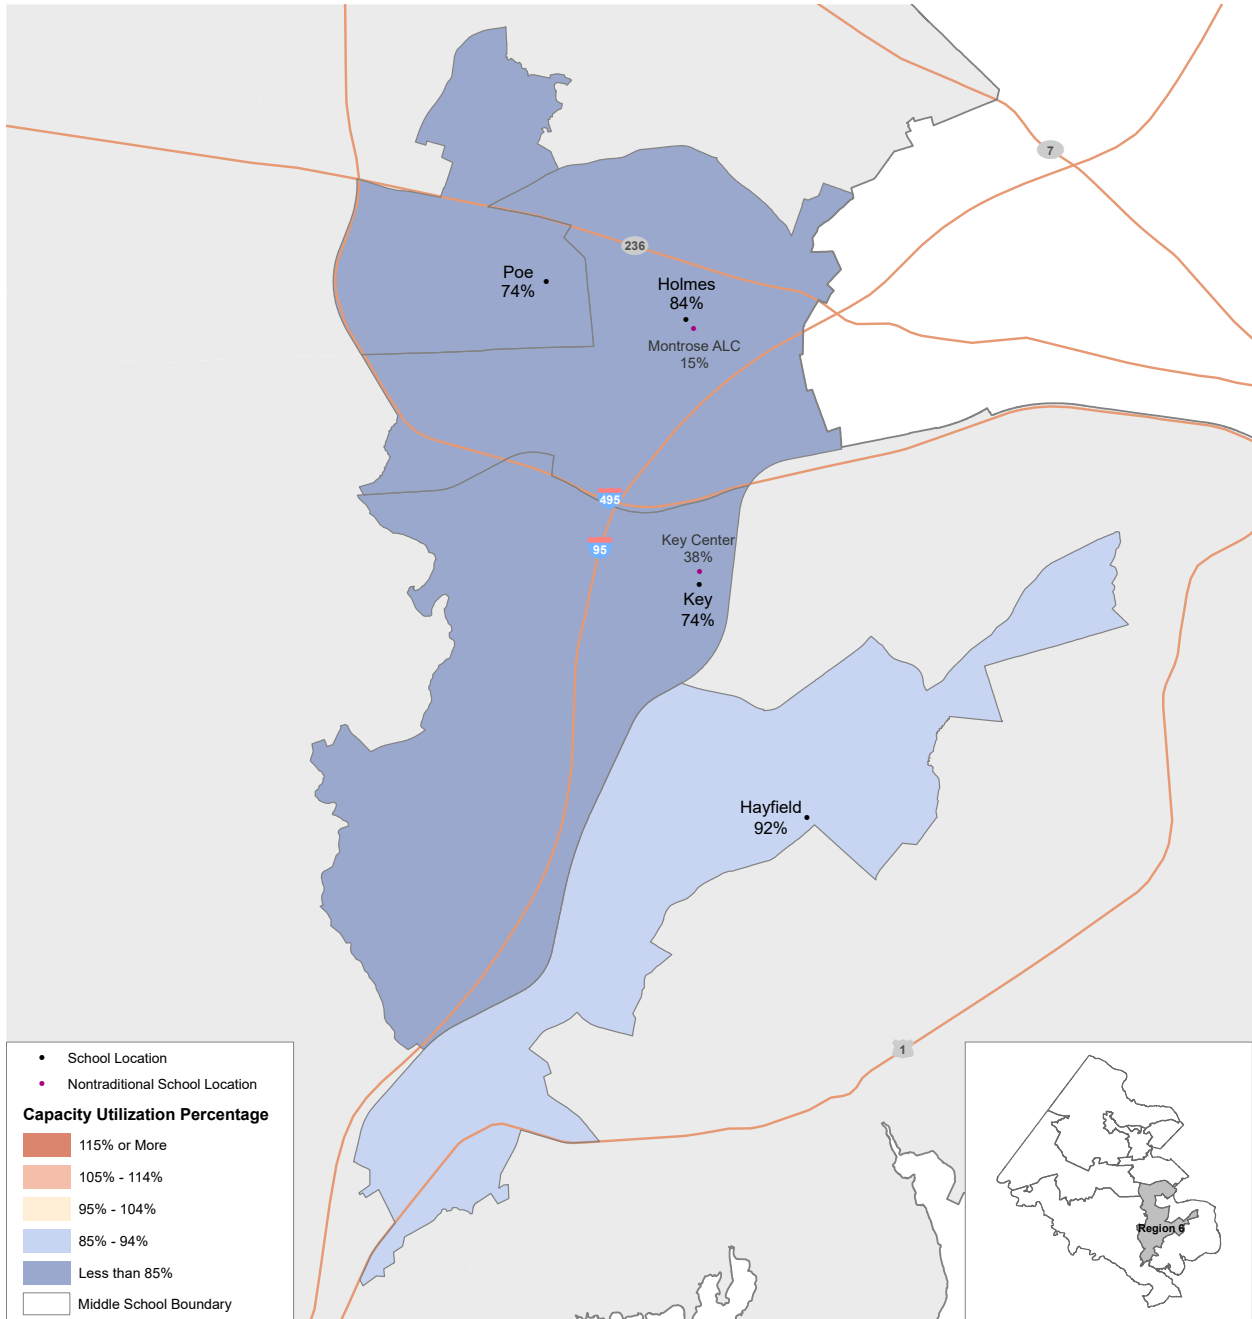 7
236
Poe
74%
Holmes
84%
Montrose ALC
15%
495
95
Key Center
38%
Key
74%
Hayfield
92%
1
School Location
Nontraditional School Location
Capacity Utilization Percentage
115% or More
105% - 114%
95% - 104%
85% - 94%
Less than 85%
Middle School Boundary
Region 6